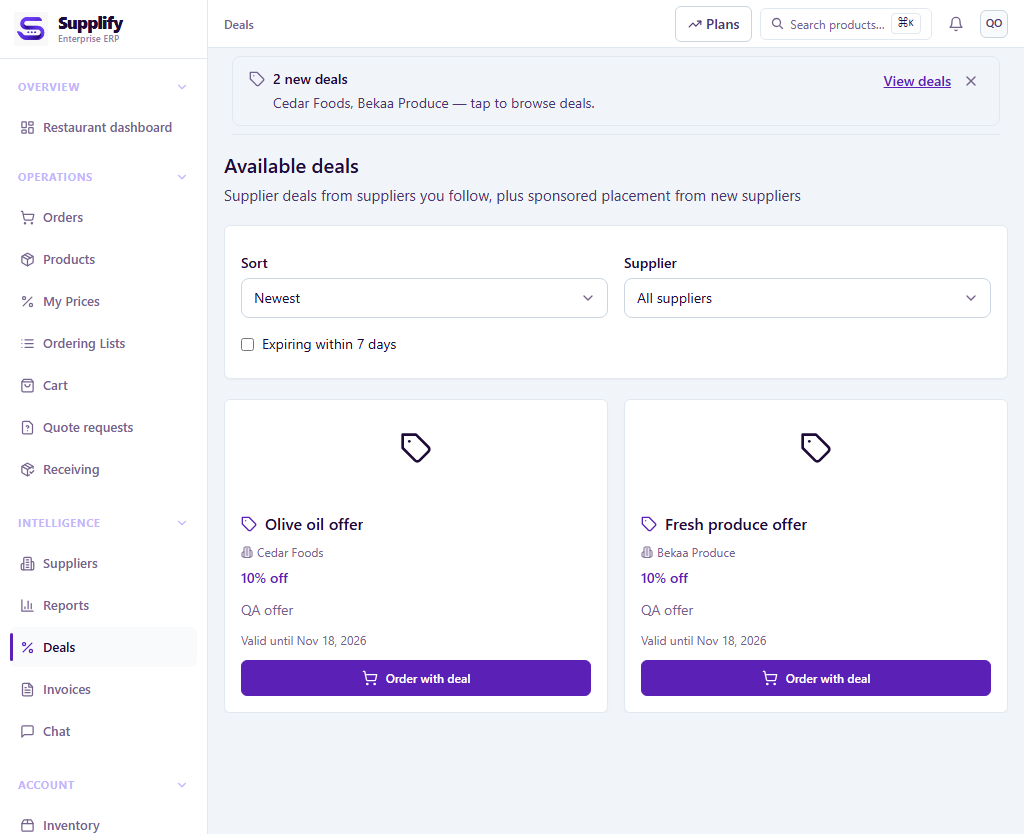 Supplify
Enterprise ERP
OVERVIEW
Restaurant dashboard
OPERATIONS
Orders
Products
My Prices
Ordering Lists
Cart
Quote requests
Receiving
INTELLIGENCE
Suppliers
Reports
Deals
Invoices
Chat
ACCOUNT
Inventory
Deals
Plans
Search products...
⌘K
QO
2 new deals
Cedar Foods, Bekaa Produce — tap to browse deals.
View deals
Available deals
Supplier deals from suppliers you follow, plus sponsored placement from new suppliers
Sort
Newest
Supplier
All suppliers
Expiring within 7 days
Olive oil offer
Cedar Foods
10% off
QA offer
Valid until Nov 18, 2026
Order with deal
Fresh produce offer
Bekaa Produce
10% off
QA offer
Valid until Nov 18, 2026
Order with deal